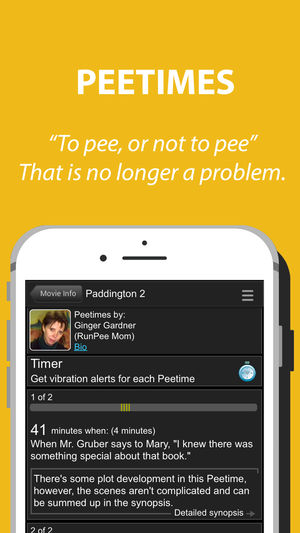 PEETIMES
“To pee, or not to pee”
That is no longer a problem.
Movie Info
Paddington 2
Peetimes by:
Ginger Gardner
(RunPee Mom)
Bio
Timer
Get vibration alerts for each Peetime
1 of 2
41 minutes when: (4 minutes)
When Mr. Gruber says to Mary, "I knew there was
something special about that book."
There's some plot development in this Peetime,
however, the scenes aren't complicated and can
be summed up in the synopsis.
Detailed synopsis
2 of 2